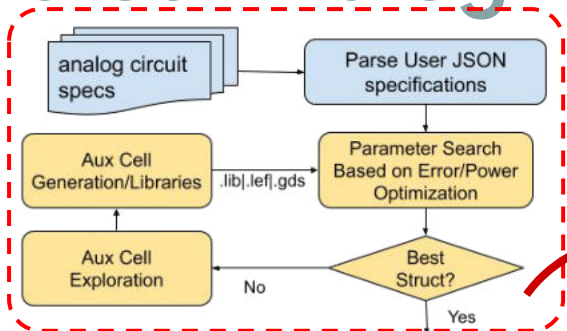 analog circuit
specs
Parse User JSON
specifications
Aux Cell
Generation/Libraries
.lib|.lef|.gds
Parameter Search
Based on Error/Power
Optimization
Aux Cell
Exploration
No
Best
Struct?
Yes